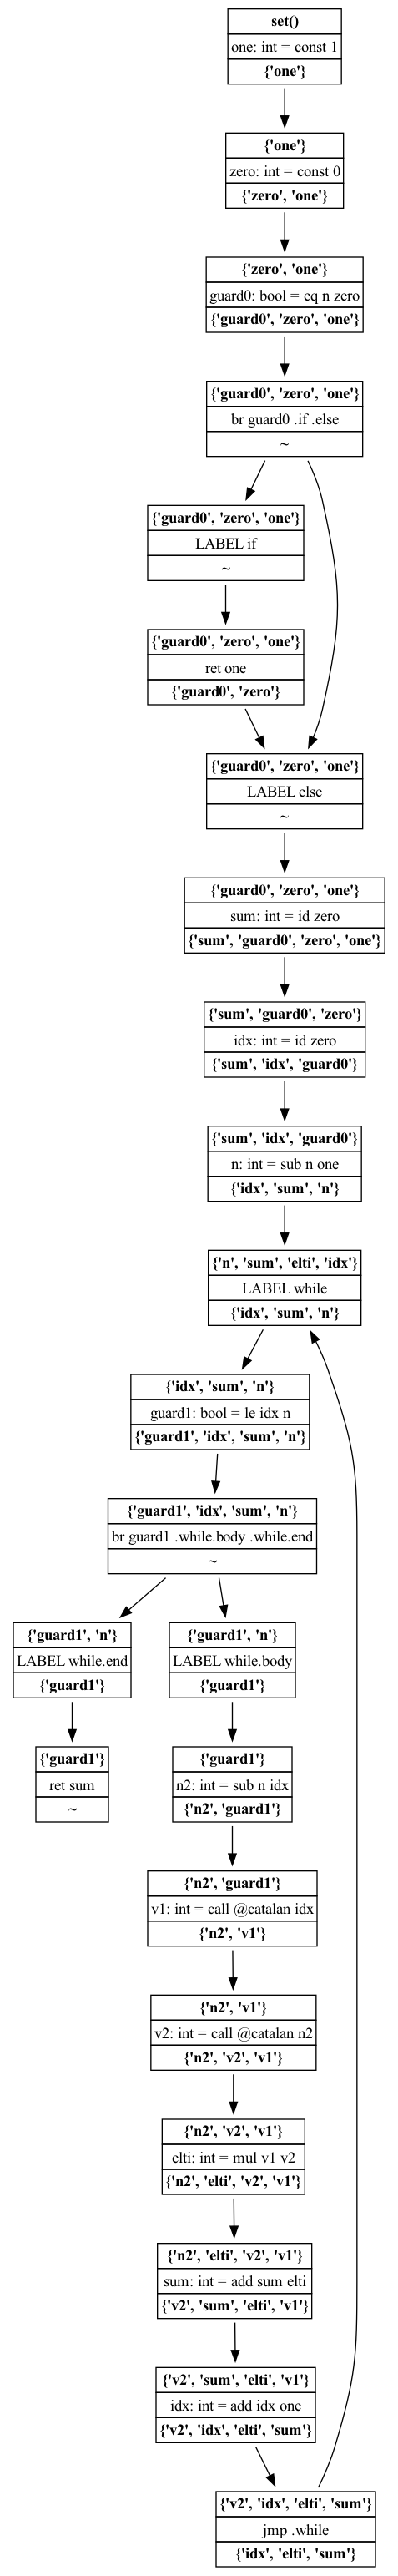 set()
one: int = const 1
{'one'}
{'one'}
zero: int = const 0
{'zero', 'one'}
{'zero', 'one'}
guard0: bool = eq n zero
{'guard0', 'zero', 'one'}
{'guard0', 'zero', 'one'}
br guard0 .if .else
~
{'guard0', 'zero', 'one'}
LABEL if
~
{'guard0', 'zero', 'one'}
ret one
{'guard0', 'zero'}
{'guard0', 'zero', 'one'}
LABEL else
~
{'guard0', 'zero', 'one'}
sum: int = id zero
{'sum', 'guard0', 'zero', 'one'}
{'sum', 'guard0', 'zero'}
idx: int = id zero
{'sum', 'idx', 'guard0'}
{'sum', 'idx', 'guard0'}
n: int = sub n one
{'idx', 'sum', 'n'}
{'n', 'sum', 'elti', 'idx'}
LABEL while
{'idx', 'sum', 'n'}
{'idx', 'sum', 'n'}
guard1: bool = le idx n
{'guard1', 'idx', 'sum', 'n'}
{'guard1', 'idx', 'sum', 'n'}
br guard1 .while.body .while.end
~
{'guard1', 'n'}
LABEL while.end
{'guard1'}
{'guard1', 'n'}
LABEL while.body
{'guard1'}
{'guard1'}
ret sum
~
{'guard1'}
n2: int = sub n idx
{'n2', 'guard1'}
{'n2', 'guard1'}
v1: int = call @catalan idx
{'n2', 'v1'}
{'n2', 'v1'}
v2: int = call @catalan n2
{'n2', 'v2', 'v1'}
{'n2', 'v2', 'v1'}
elti: int = mul v1 v2
{'n2', 'elti', 'v2', 'v1'}
{'n2', 'elti', 'v2', 'v1'}
sum: int = add sum elti
{'v2', 'sum', 'elti', 'v1'}
{'v2', 'sum', 'elti', 'v1'}
idx: int = add idx one
{'v2', 'idx', 'elti', 'sum'}
{'v2', 'idx', 'elti', 'sum'}
jmp .while
{'idx', 'elti', 'sum'}